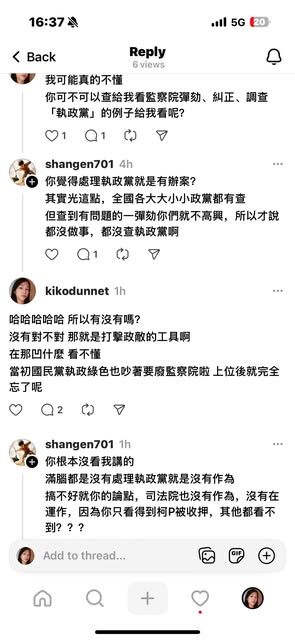 16:37
5G 20
Back
Reply
6 views
我可能真的不懂
你可不可以查給我看監察院彈劾、糾正、調查
「執政黨」的例子給我看呢?
1 1
shangen701 4h
你覺得處理執政黨就是有辦案?
其實光這點，全國各大大小小政黨都有查
但查到有問題的一彈劾你們就不高興，所以才說
都沒做事，都沒查執政黨啊
1
kikodunnet 1h
哈哈哈哈哈 所以有沒有嗎?
沒有對不對 那就是打擊政敵的工具啊
在那凹什麼 看不懂
當初國民黨執政綠色也吵著要廢監察院啦 上位後就完全
忘了呢
2
shangen701 1h
你根本沒看我講的
滿腦都是沒有處理執政黨就是沒有作為
搞不好就你的論點，司法院也沒有作為，沒有在
運作，因為你只看得到柯P被收押，其他都看不
到? ? ?
Add to thread...
GIF